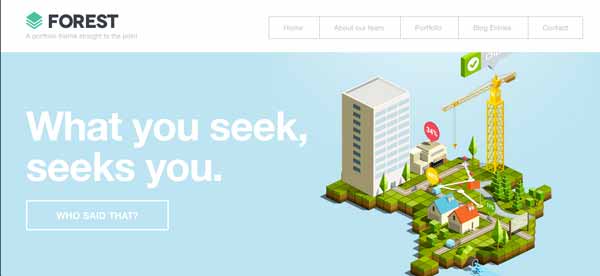 FOREST
A portfolio theme straight to the point
Home
About our team
Portfolio
Blog Entries
Contact
What you seek,
seeks you.
WHO SAID THAT?
34%